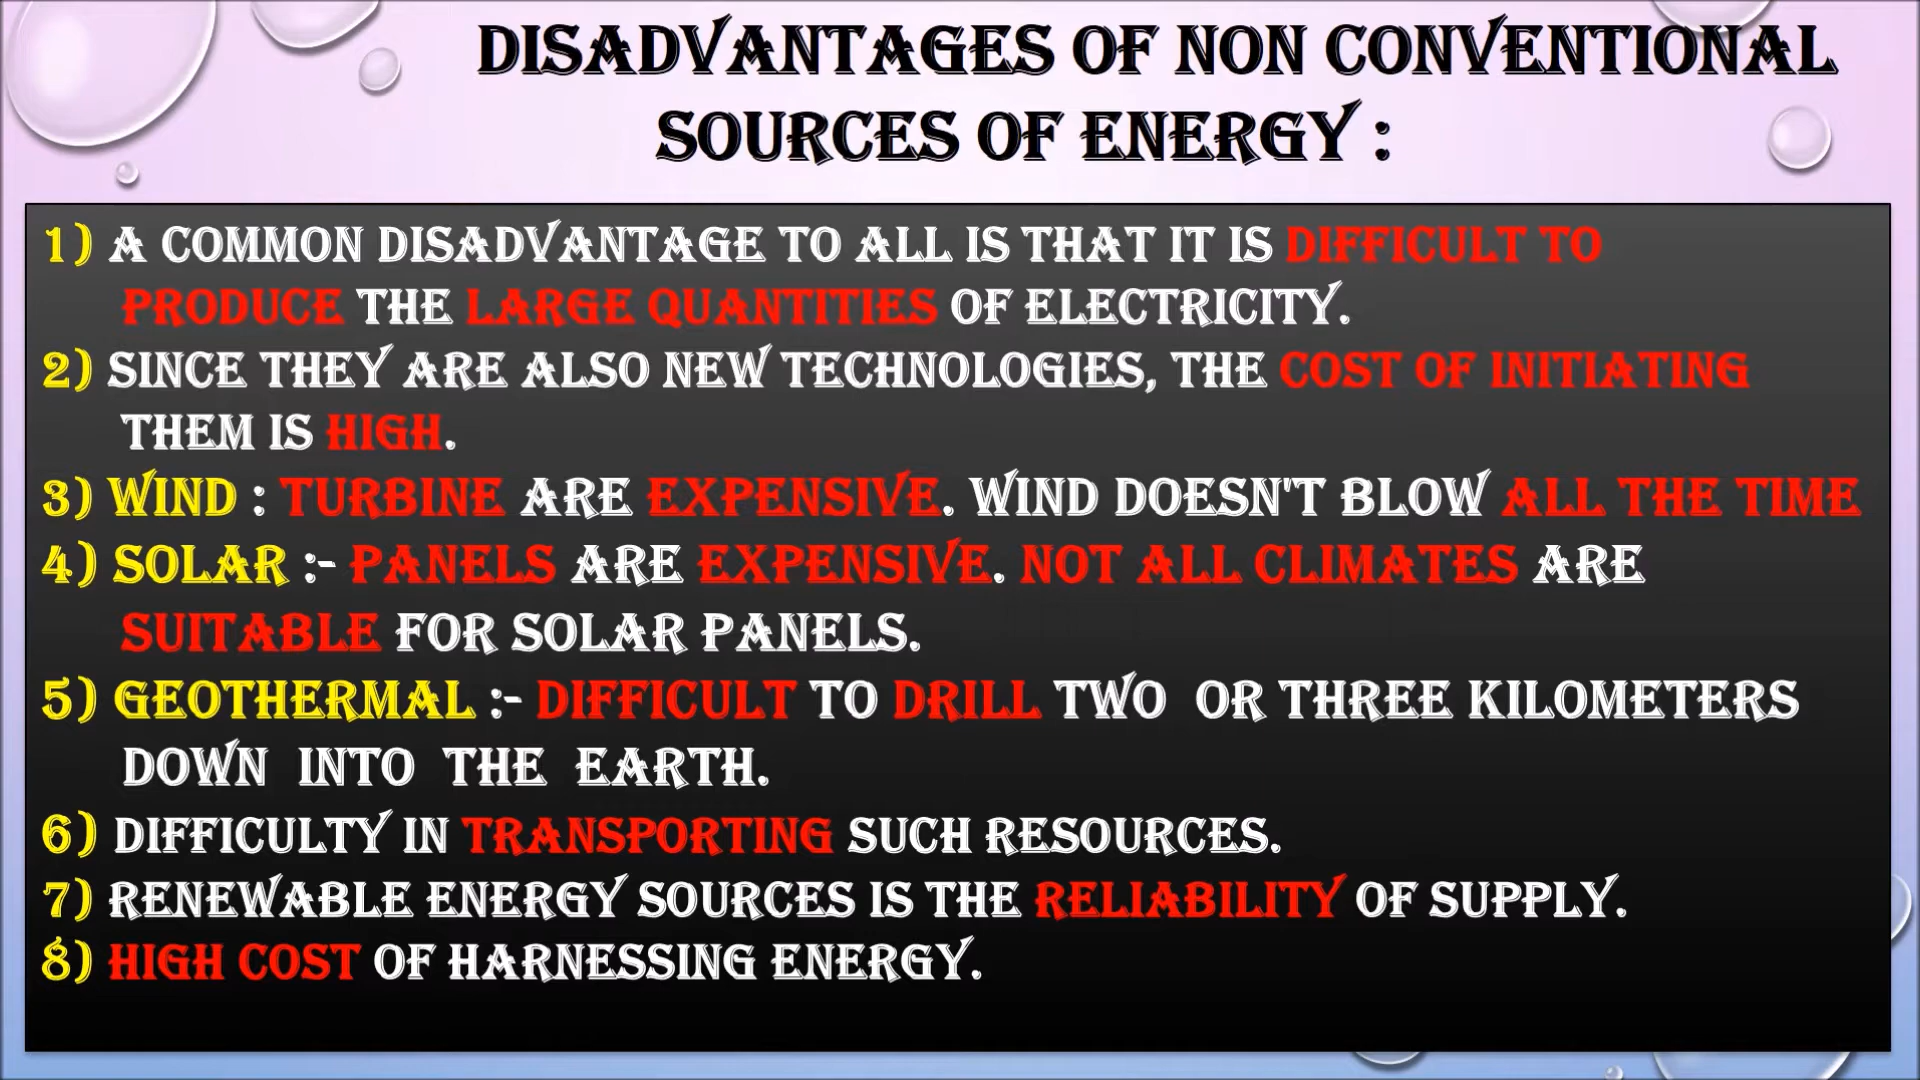 DISADVANTAGES OF NON CONVENTIONAL
SOURCES OF ENERGY :
1) A COMMON DISADVANTAGE TO ALL IS THAT IT IS DIFFICULT TO
PRODUCE THE LARGE QUANTITIES OF ELECTRICITY.
2) SINCE THEY ARE ALSO NEW TECHNOLOGIES, THE COST OF INITIATING
THEM IS HIGH.
3) WIND : TURBINE ARE EXPENSIVE. WIND DOESN'T BLOW ALL THE TIME
4) SOLAR :- PANELS ARE EXPENSIVE. NOT ALL CLIMATES ARE
SUITABLE FOR SOLAR PANELS.
5) GEOTHERMAL :- DIFFICULT TO DRILL TWO OR THREE KILOMETERS
DOWN INTO THE EARTH.
6) DIFFICULTY IN TRANSPORTING SUCH RESOURCES.
7) RENEWABLE ENERGY SOURCES IS THE RELIABILITY OF SUPPLY.
8) HIGH COST OF HARNESSING ENERGY.